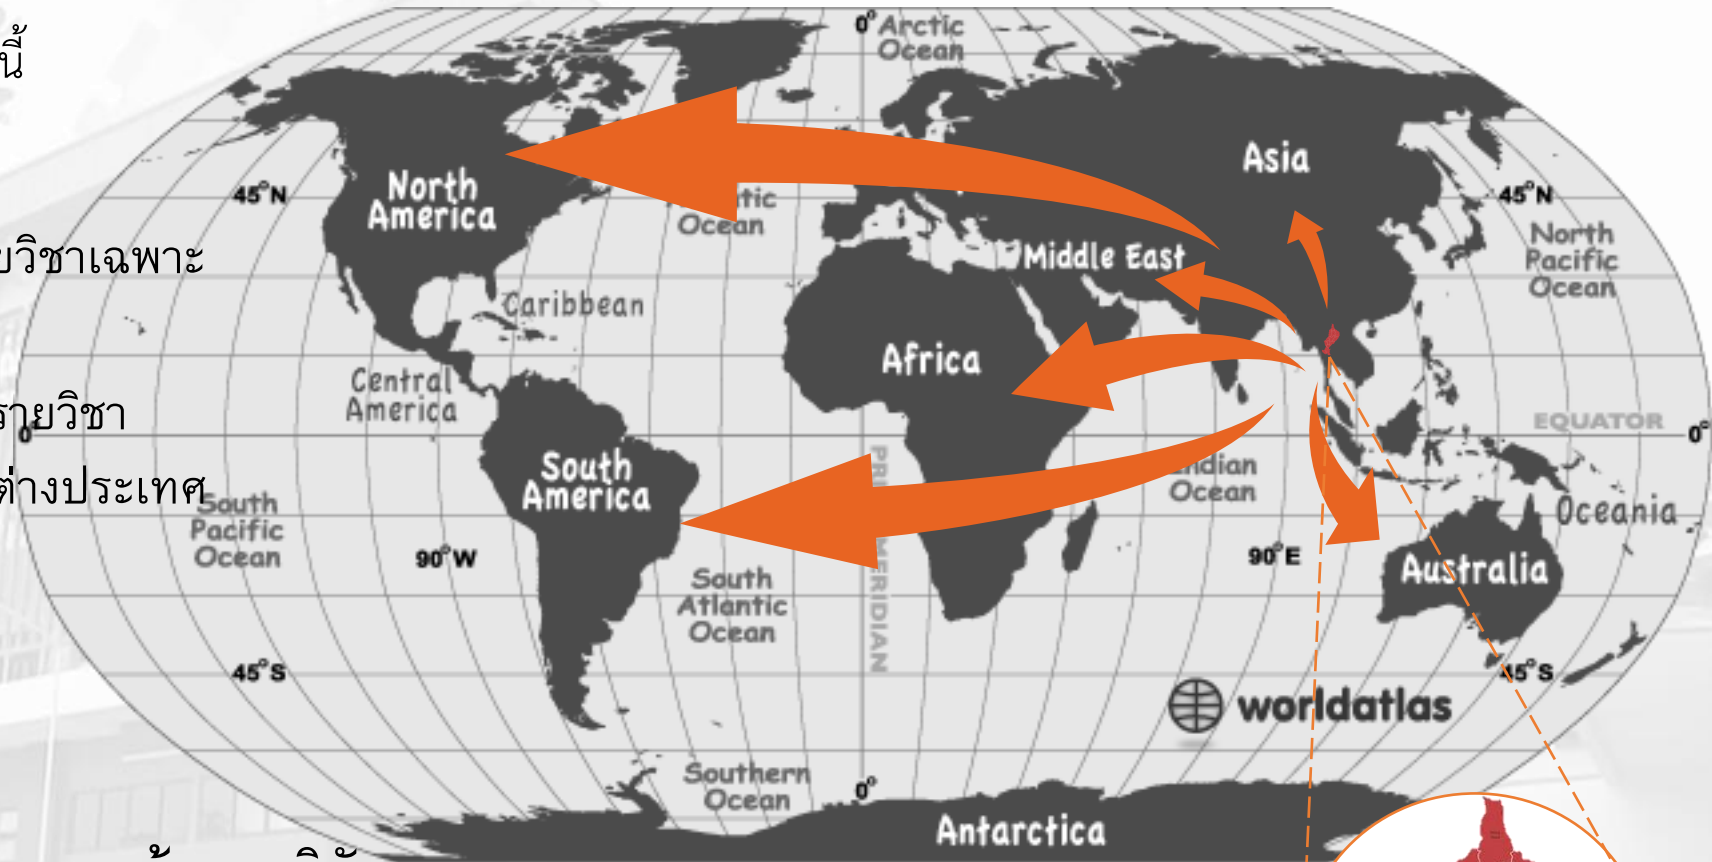 นี้
0° Arctic
Ocean
Asia
North
America
45°N
45°N
Ocean
North
Pacific
Ocean
Middle East
ยวิชาเฉพาะ
Caribbean
Africa
Central
America
รายวิชา
EQUATOR
0°
0°
South
America
Indian
Ocean
ต่างประเทศ
South
Pacific
Ocean
Oceania
90°W
90°E
Australia
South
Atlantic
Ocean
45°S
45°S
worldatlas
Southern
Ocean
0°
Antarctica